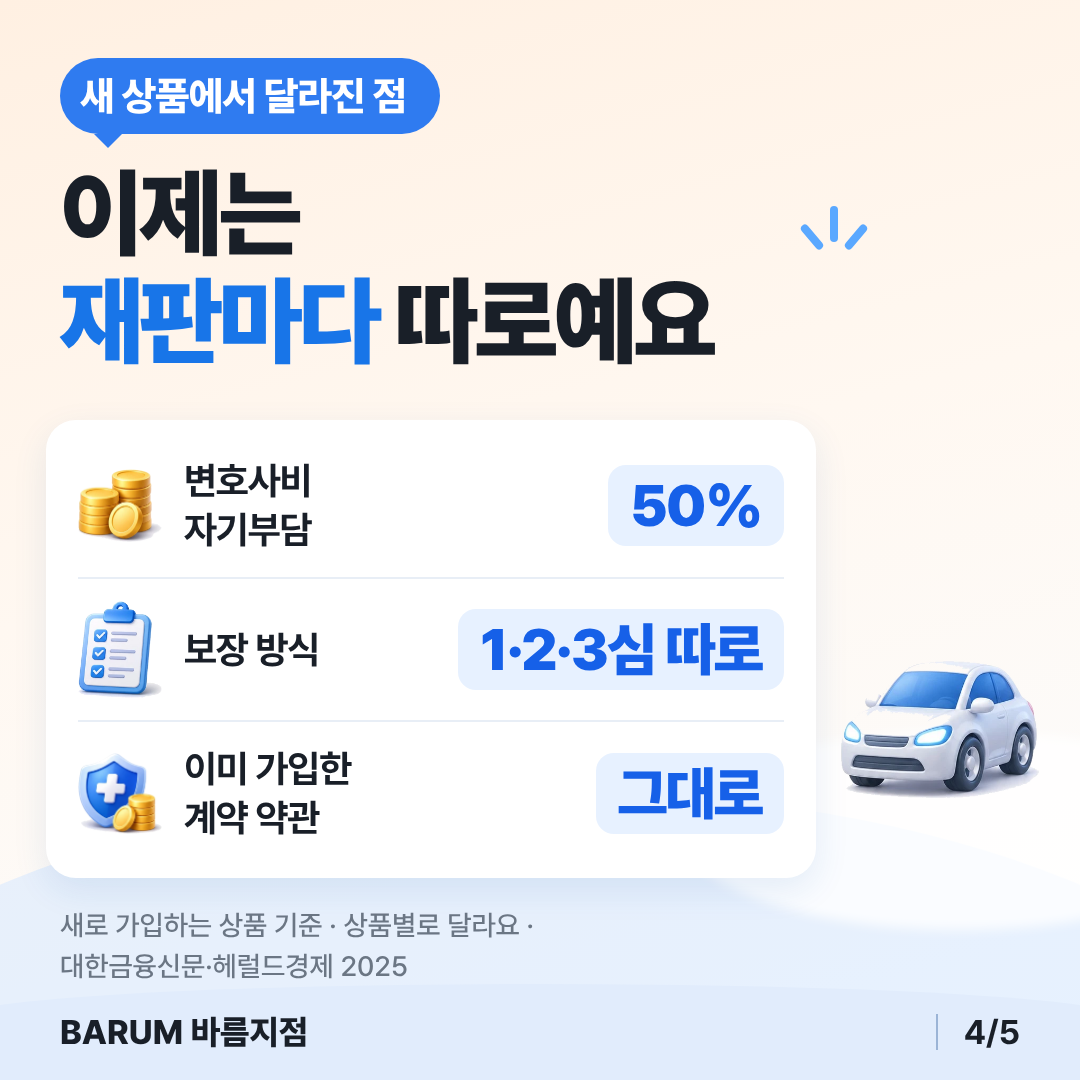 새 상품에서 달라진 점
이제는
재판마다 따로예요
변호사비
자기부담
50%
보장 방식
1·2·3심 따로
이미 가입한
계약 약관
그대로
새로 가입하는 상품 기준 · 상품별로 달라요 ·
대한금융신문·헤럴드경제 2025
BARUM 바름지점
4/5